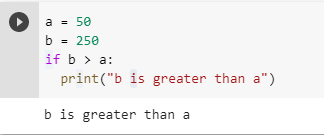 a = 50
b = 250
if b > a:
  print("b is greater than a")
b is greater than a